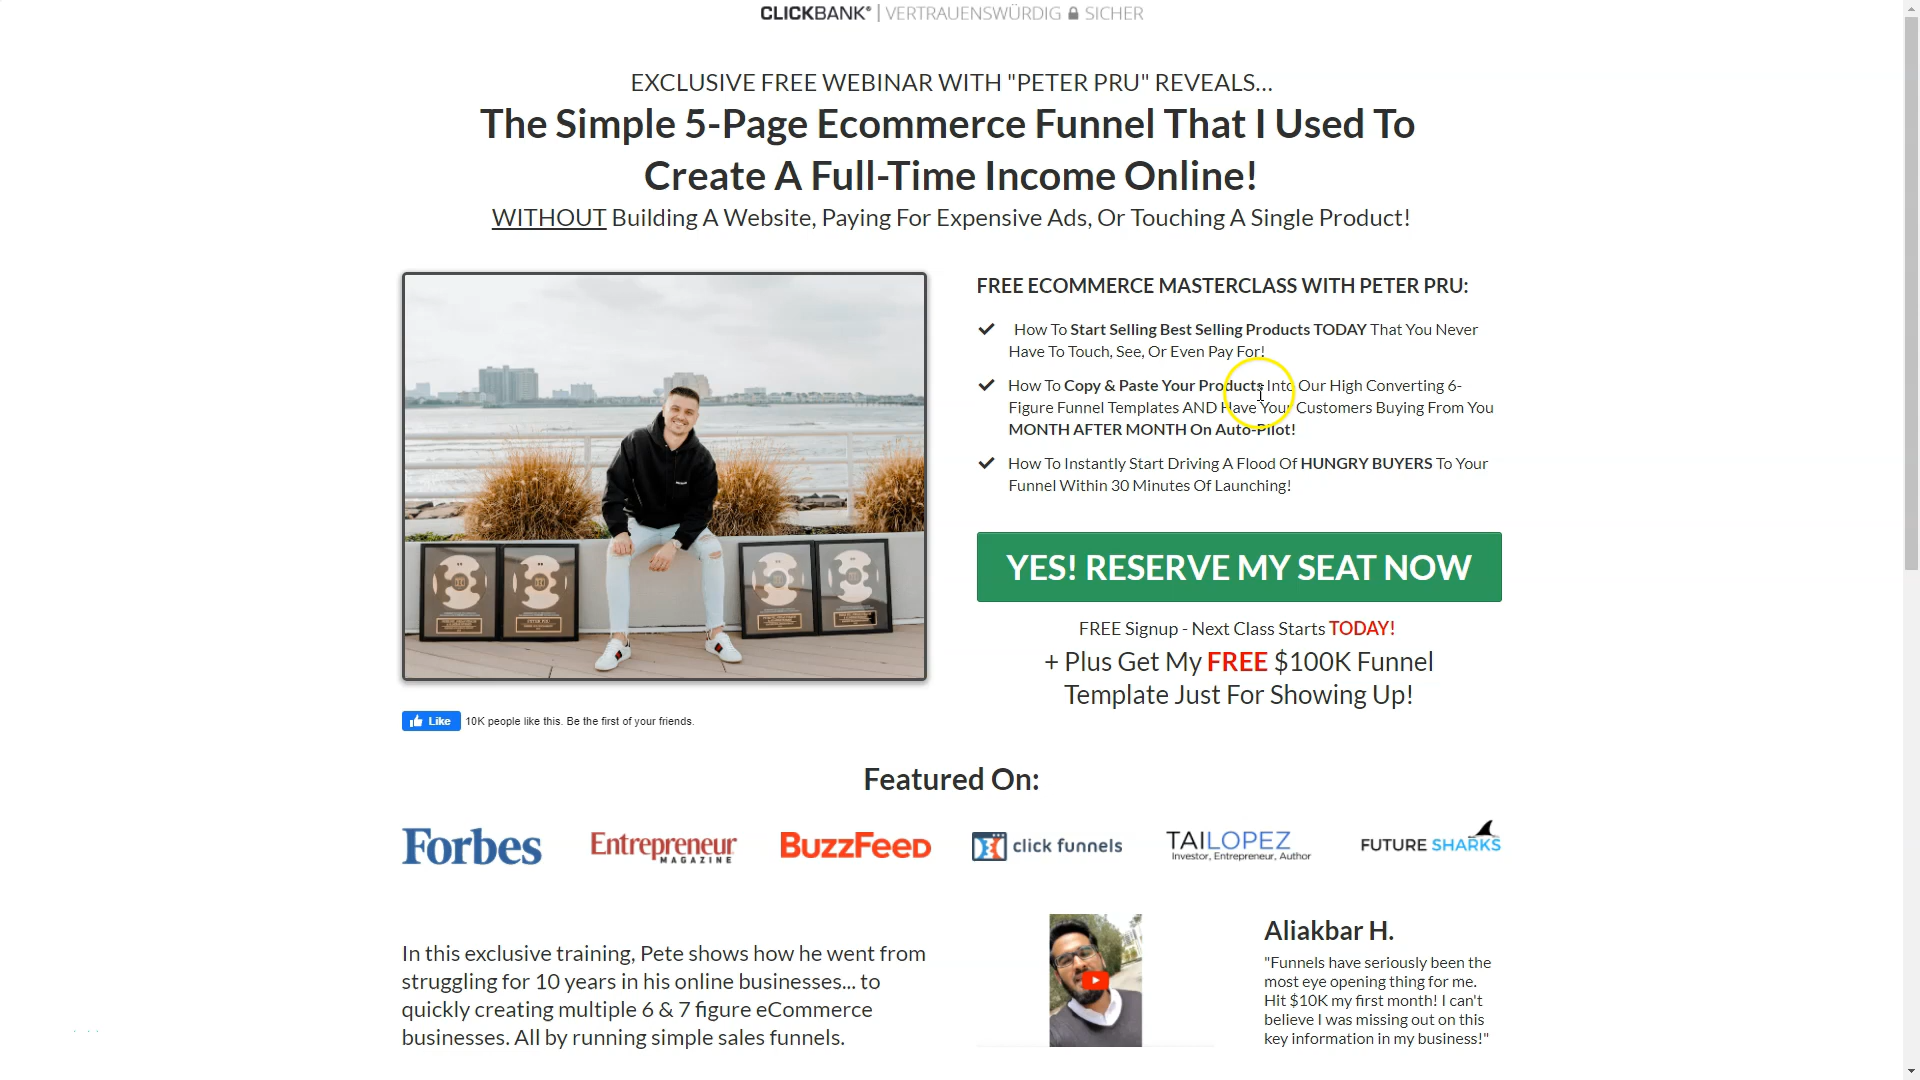 CLICKBANK® | VERTRAUENSWÜRDIG SICHER
EXCLUSIVE FREE WEBINAR WITH "PETER PRU" REVEALS...
The Simple 5-Page Ecommerce Funnel That I Used To
Create A Full-Time Income Online!
WITHOUT Building A Website, Paying For Expensive Ads, Or Touching A Single Product!
FREE ECOMMERCE MASTERCLASS WITH PETER PRU:
How To Start Selling Best Selling Products TODAY That You Never
Have To Touch, See, Or Even Pay For!
How To Copy & Paste Your Products Into Our High Converting 6-
Figure Funnel Templates AND Have Your Customers Buying From You
MONTH AFTER MONTH On Auto-Pilot!
How To Instantly Start Driving A Flood Of HUNGRY BUYERS To Your
Funnel Within 30 Minutes Of Launching!
YES! RESERVE MY SEAT NOW
FREE Signup - Next Class Starts TODAY!
+ Plus Get My FREE $100K Funnel
Template Just For Showing Up!
Like 10K people like this. Be the first of your friends.
Featured On:
Forbes
Entrepreneur
MAGAZINE
BuzzFeed
click funnels
TAILOPEZ
Investor, Entrepreneur, Author
FUTURE SHARKS
In this exclusive training, Pete shows how he went from
struggling for 10 years in his online businesses... to
quickly creating multiple 6 & 7 figure eCommerce
businesses. All by running simple sales funnels.
Aliakbar H.
"Funnels have seriously been the
most eye opening thing for me.
Hit $10K my first month! I can't
believe I was missing out on this
key information in my business!"